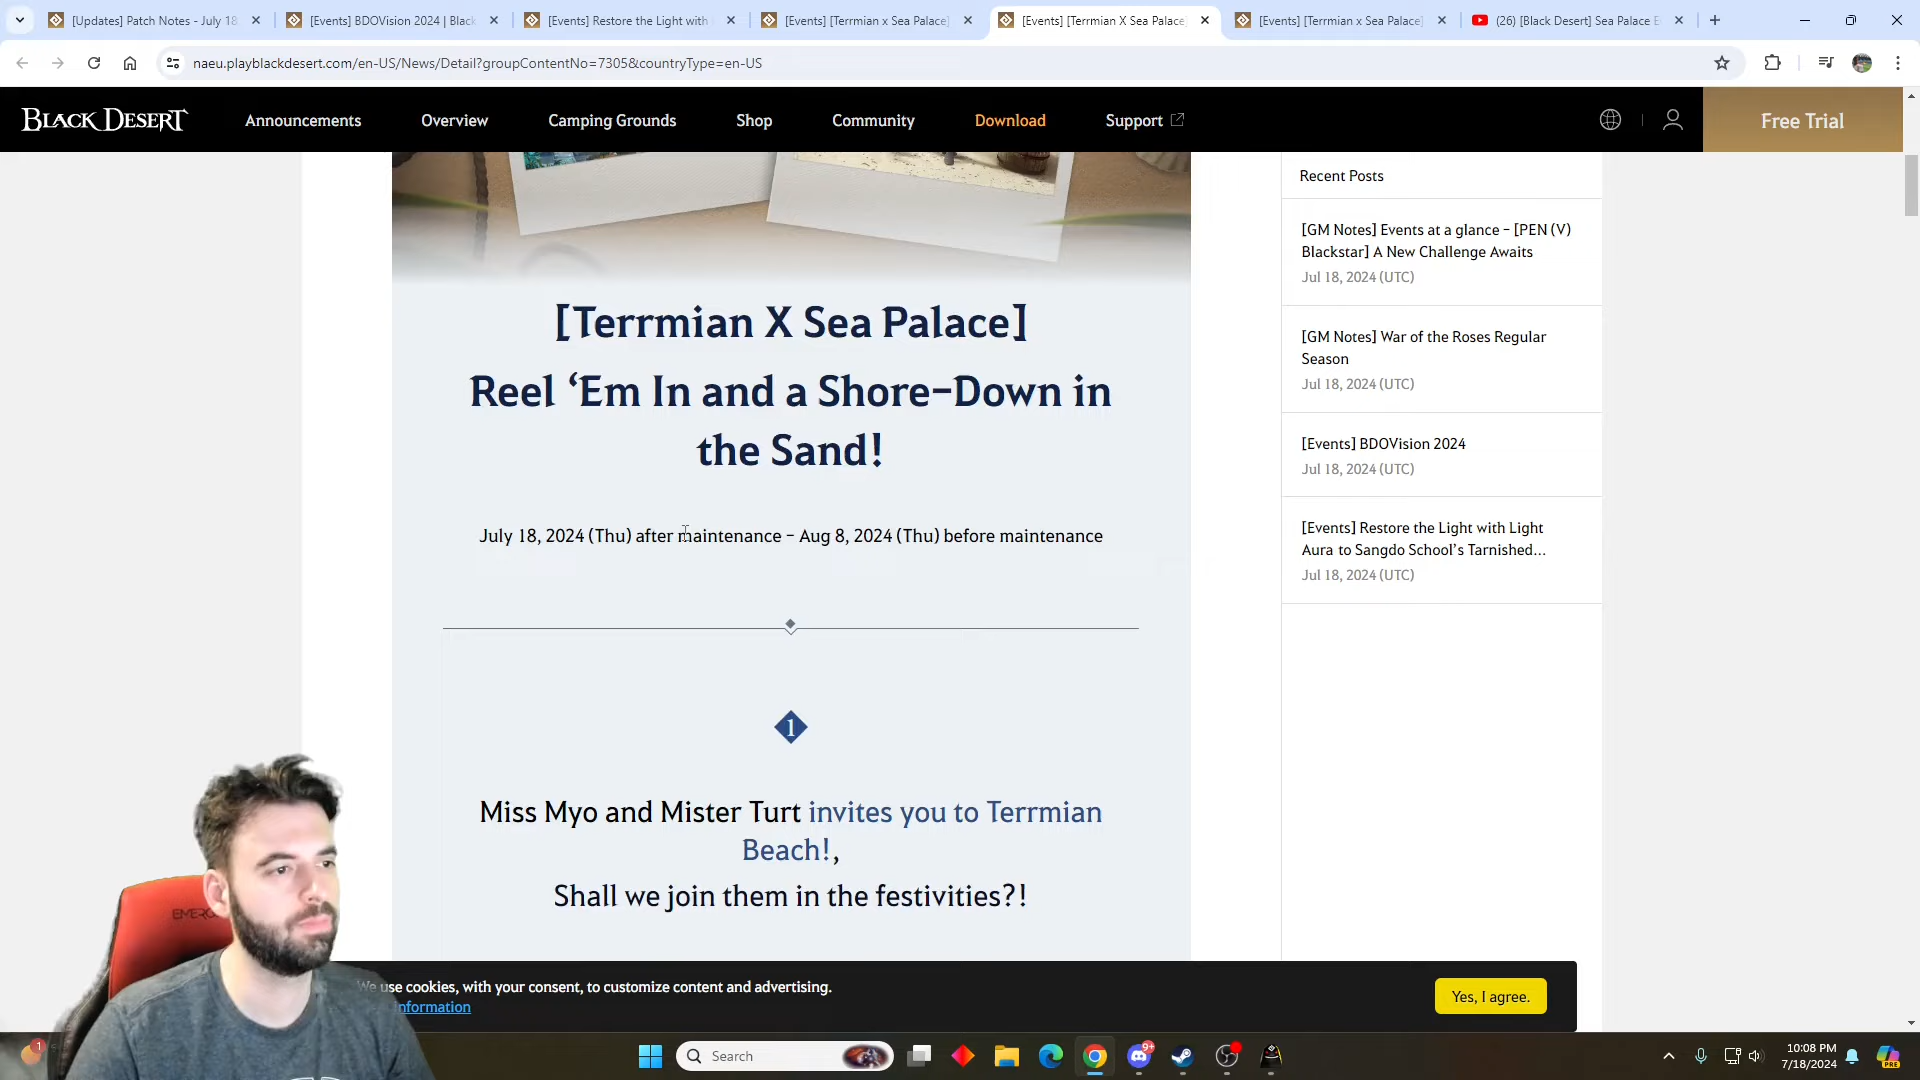 [Updates] Patch Notes - July 18
[Events] BDOVision 2024 | Black
[Events] Restore the Light with
[Events] [Terrmian x Sea Palace]
[Events] [Terrmian X Sea Palace
[Events] [Terrmian x Sea Palace]
(26) [Black Desert] Sea Palace E
naeu.playblackdesert.com/en-US/News/Detail?groupContentNo=7305&countryType=en-US
BLACK DESERT
Announcements
Overview
Camping Grounds
Shop
Community
Download
Support
Free Trial
[Terrmian X Sea Palace]
Reel ‘Em In and a Shore-Down in
the Sand!
July 18, 2024 (Thu) after maintenance - Aug 8, 2024 (Thu) before maintenance
1
Miss Myo and Mister Turt invites you to Terrmian
Beach!,
Shall we join them in the festivities?!
Recent Posts
[GM Notes] Events at a glance - [PEN (V)
Blackstar] A New Challenge Awaits
Jul 18, 2024 (UTC)
[GM Notes] War of the Roses Regular
Season
Jul 18, 2024 (UTC)
[Events] BDOVision 2024
Jul 18, 2024 (UTC)
[Events] Restore the Light with Light
Aura to Sangdo School’s Tarnished...
Jul 18, 2024 (UTC)
We use cookies, with your consent, to customize content and advertising.
information
Yes, I agree.
1
Search
9+
10:08 PM
7/18/2024
PRE